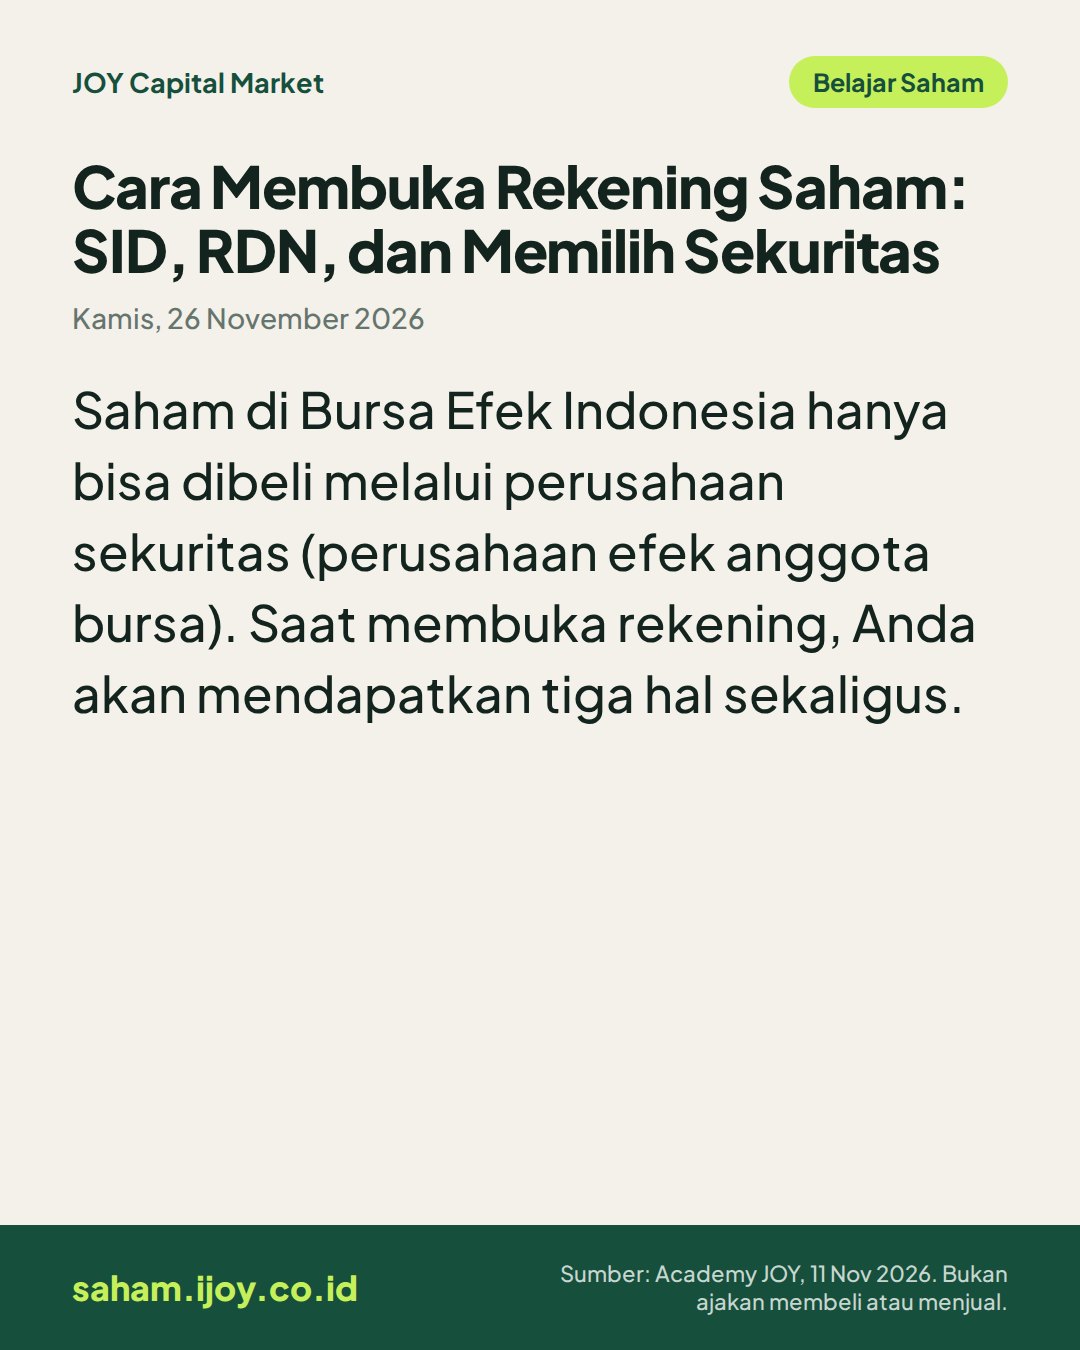 JOY Capital Market
Belajar Saham
Cara Membuka Rekening Saham:
SID, RDN, dan Memilih Sekuritas
Kamis, 26 November 2026
Saham di Bursa Efek Indonesia hanya
bisa dibeli melalui perusahaan
sekuritas (perusahaan efek anggota
bursa). Saat membuka rekening, Anda
akan mendapatkan tiga hal sekaligus.
saham.ijoy.co.id
Sumber: Academy JOY, 11 Nov 2026. Bukan
ajakan membeli atau menjual.